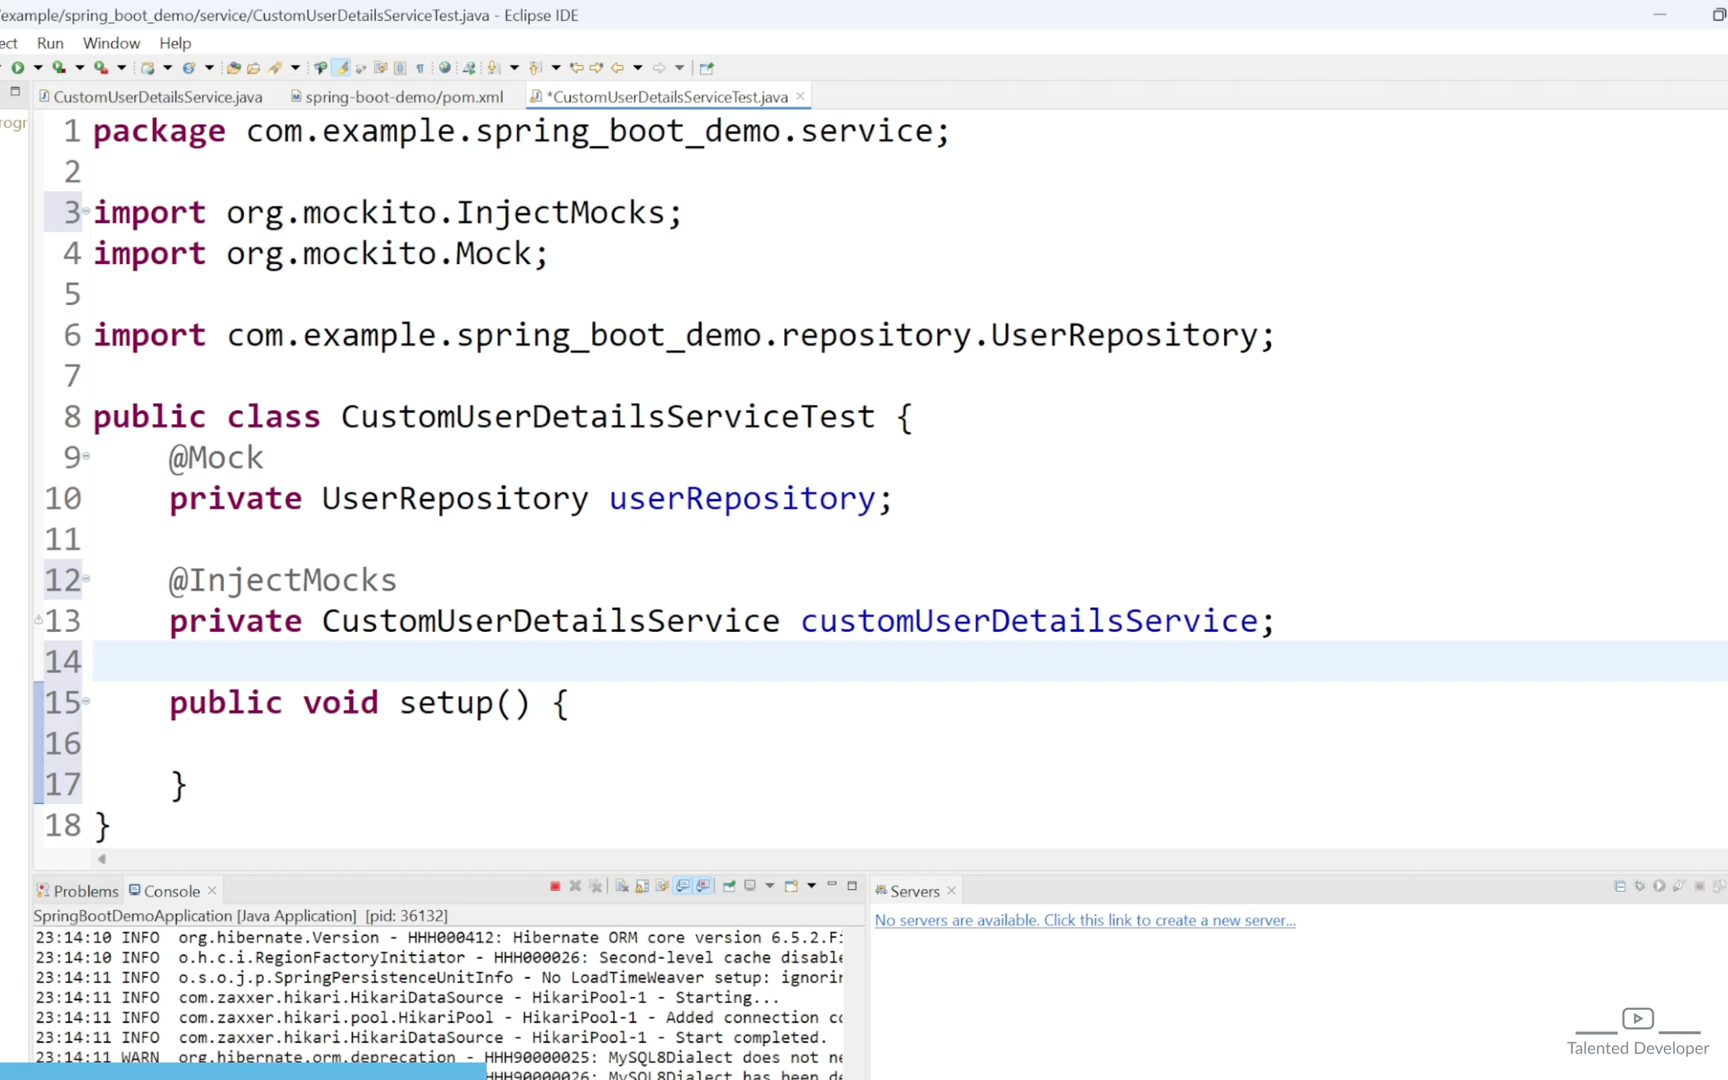 example/spring_boot_demo/service/CustomUserDetailsServiceTest.java - Eclipse IDE
ect Run Window Help
CustomUserDetailsService.java spring-boot-demo/pom.xml *CustomUserDetailsServiceTest.java
rogr
1 package com.example.spring_boot_demo.service;
2
3 import org.mockito.InjectMocks;
4 import org.mockito.Mock;
5
6 import com.example.spring_boot_demo.repository.UserRepository;
7
8 public class CustomUserDetailsServiceTest {
9 @Mock
10 private UserRepository userRepository;
11
12 @InjectMocks
13 private CustomUserDetailsService customUserDetailsService;
14
15 public void setup() {
16
17 }
18 }
Problems Console
SpringBootDemoApplication [Java Application] [pid: 36132]
23:14:10 INFO org.hibernate.Version - HHH000412: Hibernate ORM core version 6.5.2.Fi
23:14:10 INFO o.h.c.i.RegionFactoryInitiator - HHH000026: Second-level cache disable
23:14:11 INFO o.s.o.j.p.SpringPersistenceUnitInfo - No LoadTimeWeaver setup: ignorin
23:14:11 INFO com.zaxxer.hikari.HikariDataSource - HikariPool-1 - Starting...
23:14:11 INFO com.zaxxer.hikari.pool.HikariPool - HikariPool-1 - Added connection co
23:14:11 INFO com.zaxxer.hikari.HikariDataSource - HikariPool-1 - Start completed.
23:14:11 WARN org.hibernate.orm.deprecation - HHH90000025: MySQL8Dialect does not ne
HHH90000026: MySQL8Dialect has been de
Servers
No servers are available. Click this link to create a new server...
Talented Developer